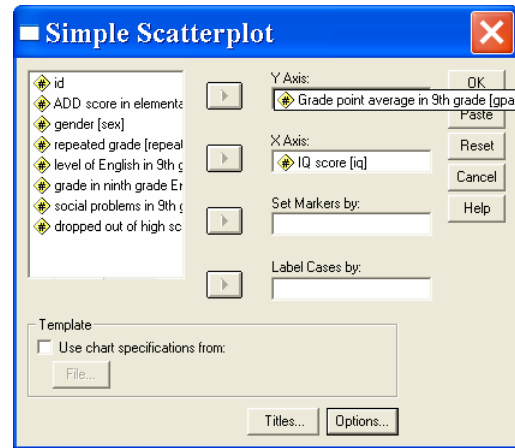 Simple Scatterplot
id
ADD score in elementa
gender [sex]
repeated grade [repeat
level of English in 9th g
grade in ninth grade Er
social problems in 9th g
dropped out of high sc
Y Axis:
Grade point average in 9th grade [gpa
X Axis:
IQ score [iq]
Set Markers by:
Label Cases by:
OK
Paste
Reset
Cancel
Help
Template
Use chart specifications from:
File...
Titles...
Options...